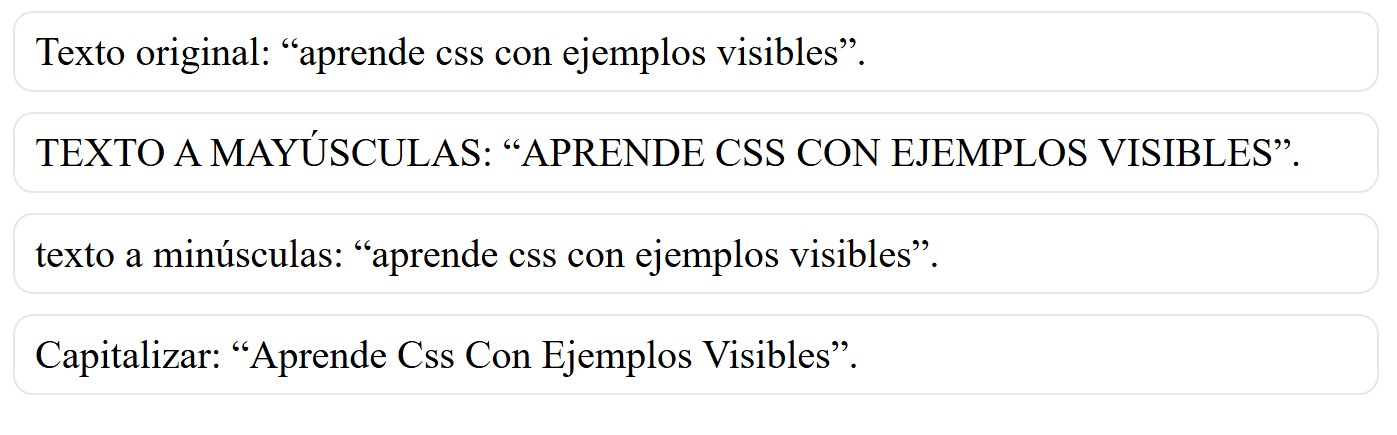 Texto original: “aprende css con ejemplos visibles”.
TEXTO A MAYÚSCULAS: “APRENDE CSS CON EJEMPLOS VISIBLES”.
texto a minúsculas: “aprende css con ejemplos visibles”.
Capitalizar: “Aprende Css Con Ejemplos Visibles”.